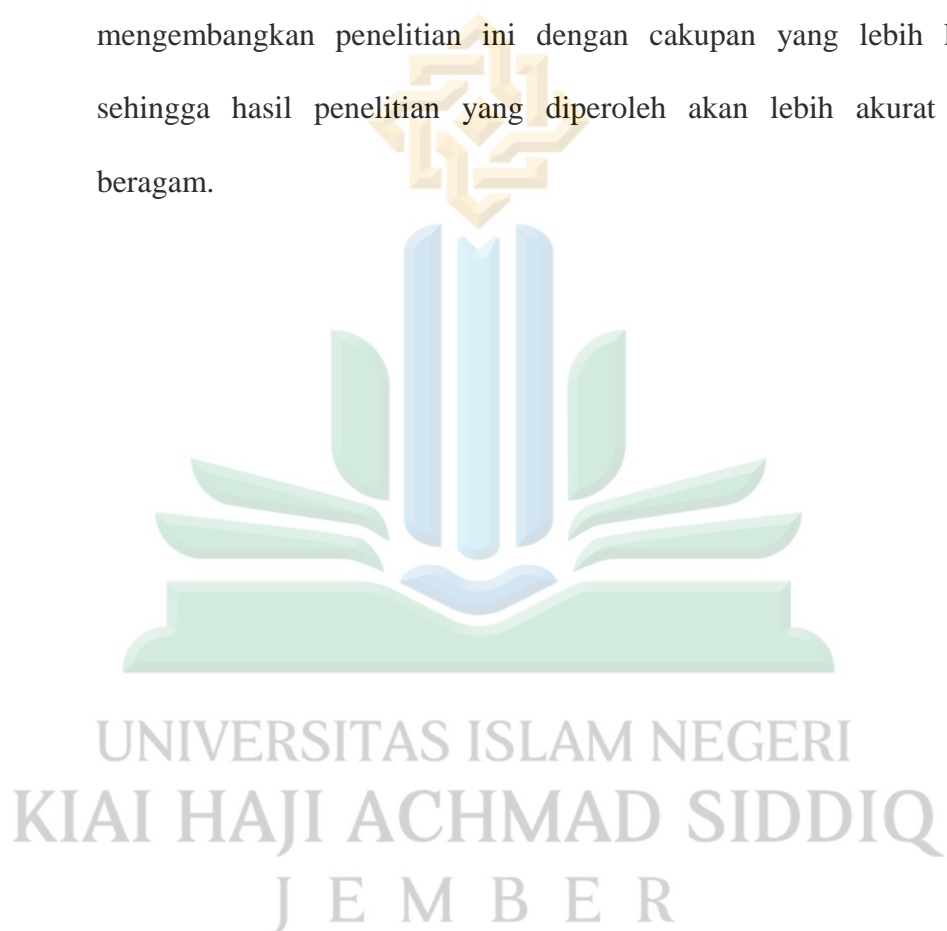 mengembangkan penelitian ini dengan cakupan yang lebih
sehingga hasil penelitian yang diperoleh akan lebih akurat
beragam.
UNIVERSITAS ISLAM NEGERI
KIAI HAJI ACHMAD SIDDIQ
J E M B E R